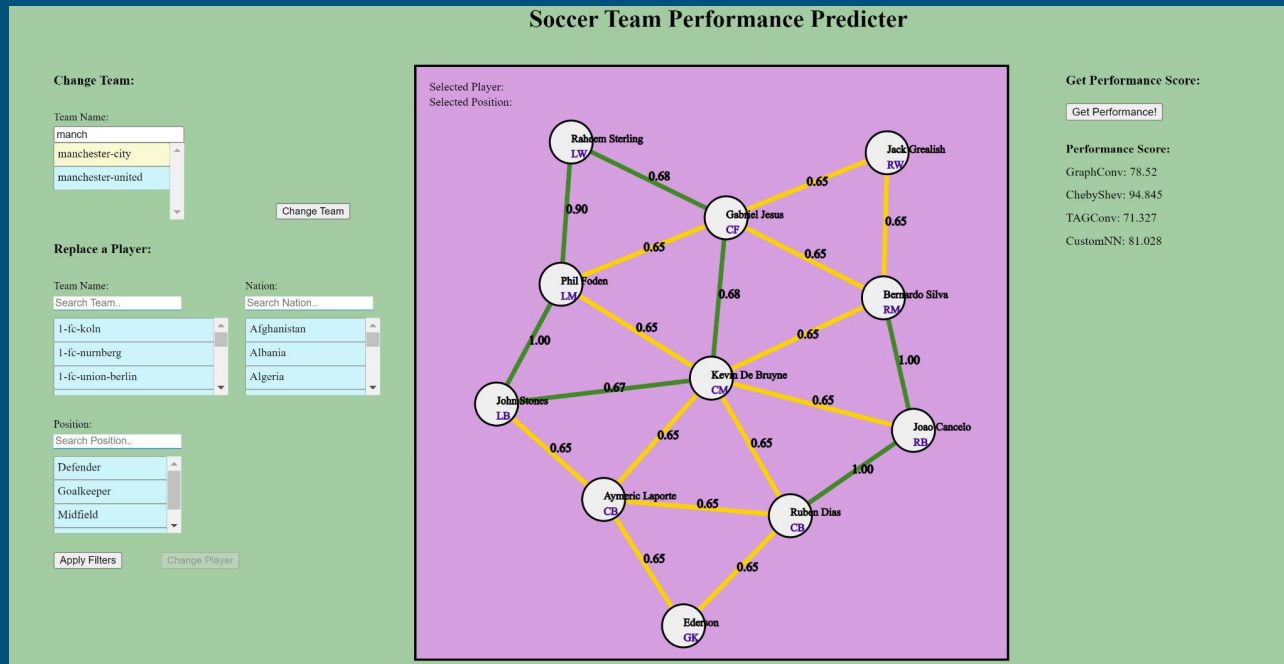 Soccer Team Performance Predicter
Change Team:
Team Name:
manch
manchester-city
manchester-united
Change Team
Replace a Player:
Team Name:
Search Team..
1-fc-koln
1-fc-nurnberg
1-fc-union-berlin
Nation:
Search Nation..
Afghanistan
Albania
Algeria
Position:
Search Position..
Defender
Goalkeeper
Midfield
Apply Filters
Change Player
Selected Player:
Selected Position:
Raheem Sterling
LW
Jack Grealish
RW
0.68
0.65
0.90
Gabriel Jesus
CF
0.65
0.65
0.65
Phil Foden
LM
0.68
Bernardo Silva
RM
0.65
0.65
1.00
1.00
Kevin De Bruyne
CM
0.67
John Stones
LB
0.65
Joao Cancelo
RB
0.65
0.65
0.65
1.00
Aymeric Laporte
CB
0.65
Ruben Dias
CB
0.65
0.65
Ederson
GK
Get Performance Score:
Get Performance!
Performance Score:
GraphConv: 78.52
ChebyShev: 94.845
TAGConv: 71.327
CustomNN: 81.028